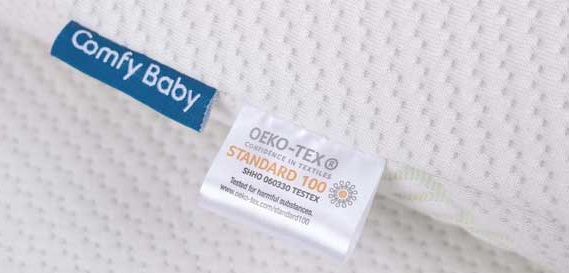 Comfy Baby
OEKO-TEX®
CONFIDENCE IN TEXTILES
STANDARD 100
SHHO 060330 TESTEX
Tested for harmful substances.
www.oeko-tex.com/standard100